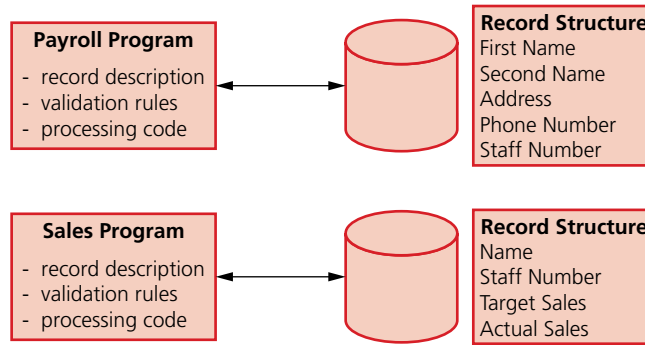 Payroll Program
- record description
- validation rules
- processing code
Record Structure
First Name
Second Name
Address
Phone Number
Staff Number
Sales Program
- record description
- validation rules
- processing code
Record Structure
Name
Staff Number
Target Sales
Actual Sales